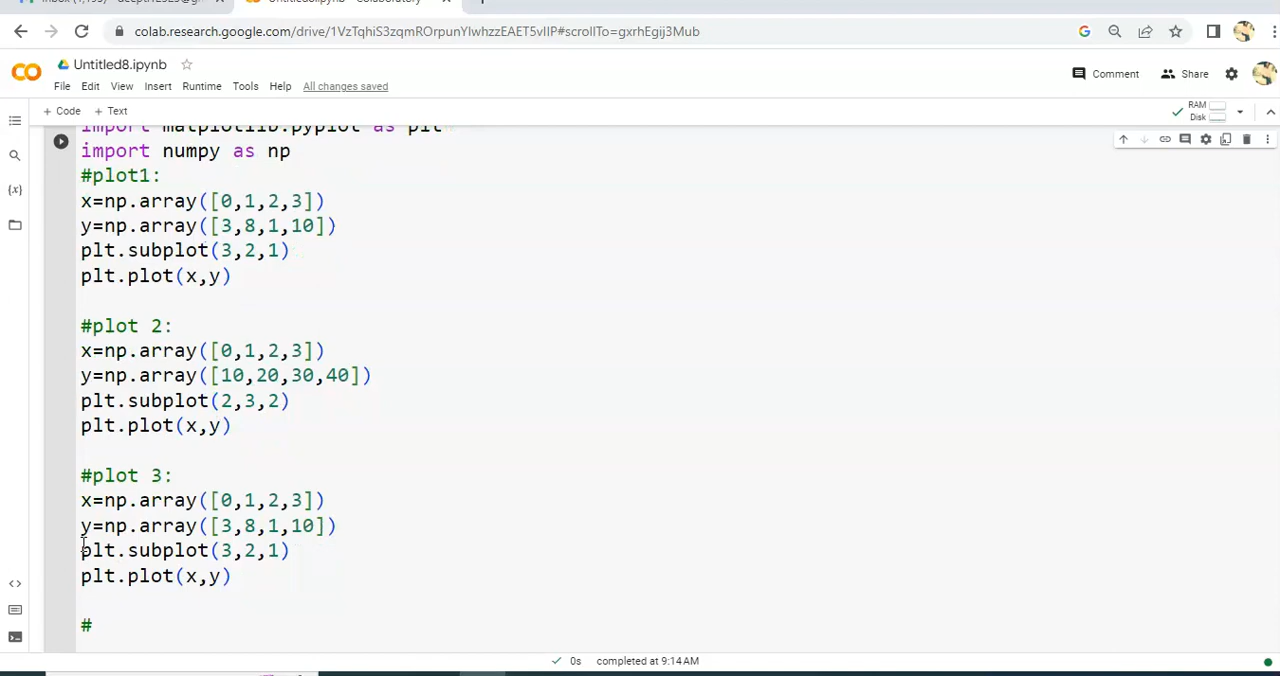 colab.research.google.com/drive/1VzTqhiS3zqmROrpunYIwhzzEAET5vIIP#scrollTo=gxrhEgij3Mub
Untitled8.ipynb
File Edit View Insert Runtime Tools Help All changes saved
Comment Share
+ Code + Text
RAM
Disk
import matplotlib.pyplot as plt
import numpy as np
#plot1:
x=np.array([0,1,2,3])
y=np.array([3,8,1,10])
plt.subplot(3,2,1)
plt.plot(x,y)
#plot 2:
x=np.array([0,1,2,3])
y=np.array([10,20,30,40])
plt.subplot(2,3,2)
plt.plot(x,y)
#plot 3:
x=np.array([0,1,2,3])
y=np.array([3,8,1,10])
plt.subplot(3,2,1)
plt.plot(x,y)
#
0s completed at 9:14 AM